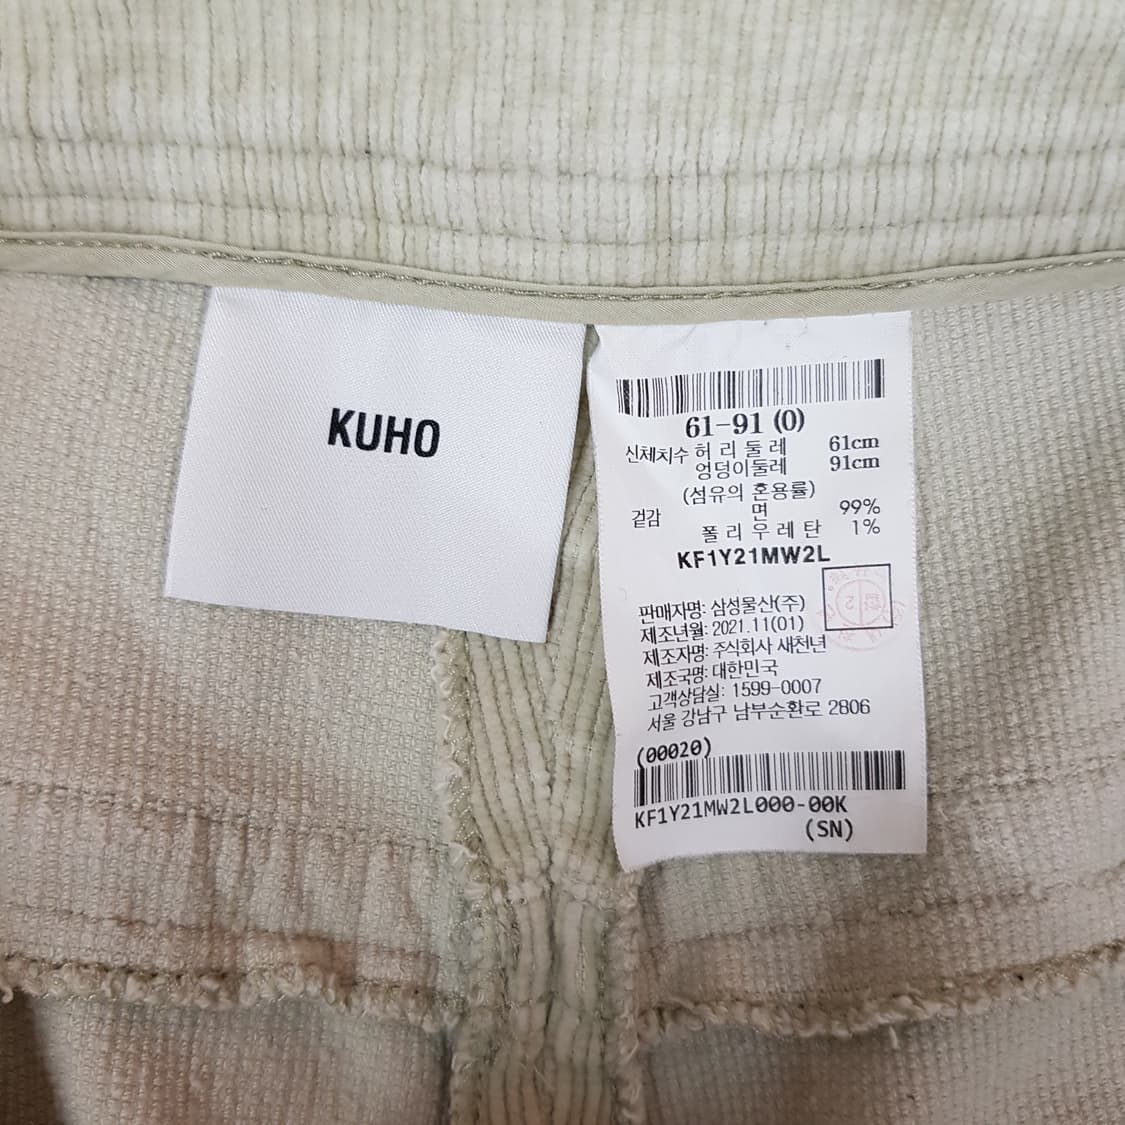 KUHO
61-91 (0)
신체치수 허리둘레 61cm
엉덩이둘레 91cm
(섬유의 혼용률)
겉감 면 99%
폴리우레탄 1%
KF1Y21MW2L
판매자명: 삼성물산(주)
제조년월: 2021.11(01)
제조자명: 주식회사 새천년
제조국명: 대한민국
고객상담실: 1599-0007
서울 강남구 남부순환로 2806
(00020)
KF1Y21MW2L000-00K
(SN)